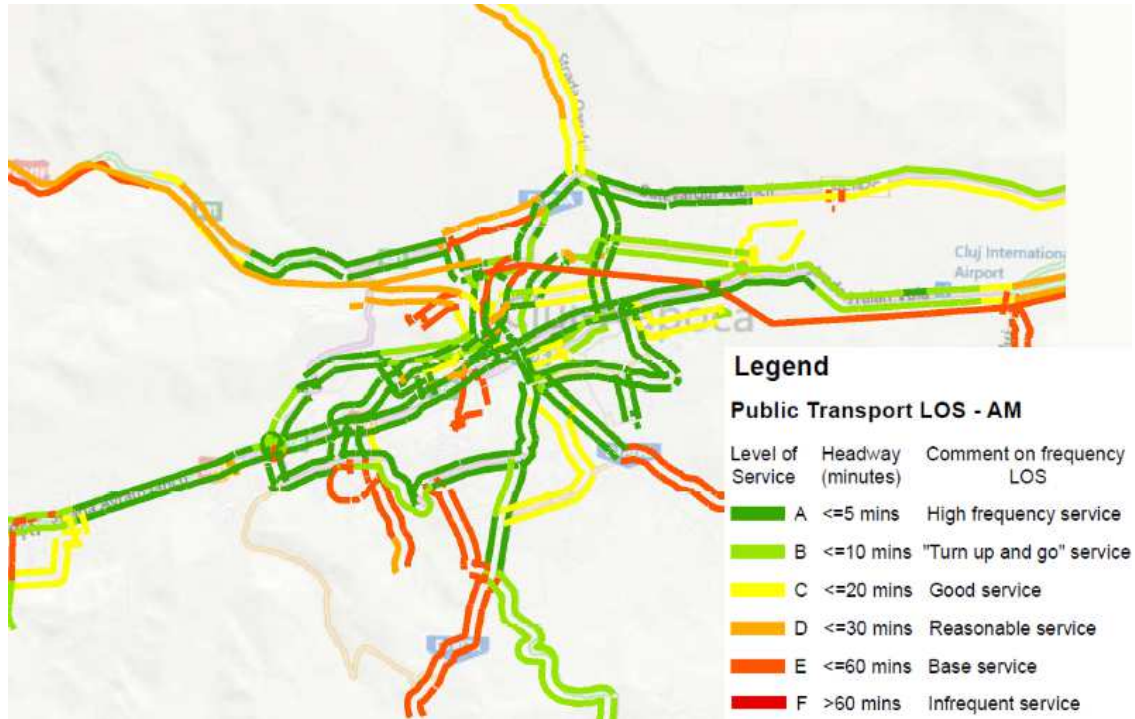 Cluj International
Airport
Legend
Public Transport LOS - AM
Level of Service Headway (minutes) Comment on frequency LOS
A <=5 mins High frequency service
B <=10 mins "Turn up and go" service
C <=20 mins Good service
D <=30 mins Reasonable service
E <=60 mins Base service
F >60 mins Infrequent service